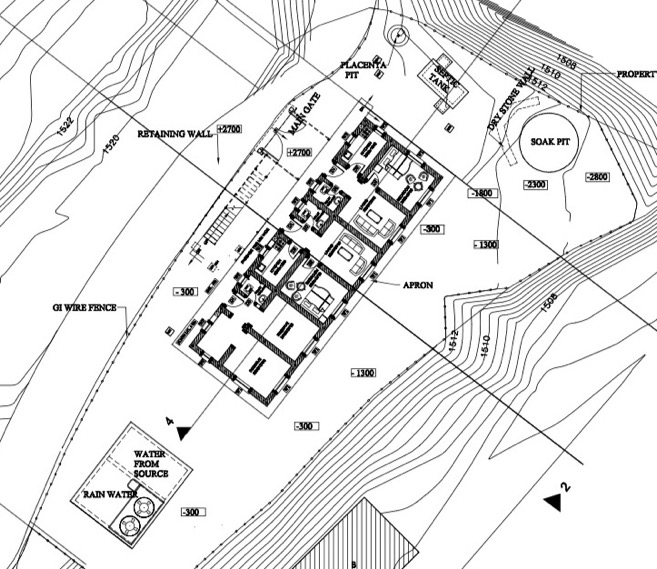 1508
1510
1512
PLACENTA
PIT
SEPTIC
TANK
PROPERT
DRY STONE WALL
MAIN GATE
1522
1520
RETAINING WALL
+2700
+2700
SOAK PIT
-2300
-2800
-1800
-300
-1300
APRON
-300
GI WIRE FENCE
1508
1510
1512
-1300
-300
4
WATER
FROM
SOURCE
RAIN WATER
-300
2